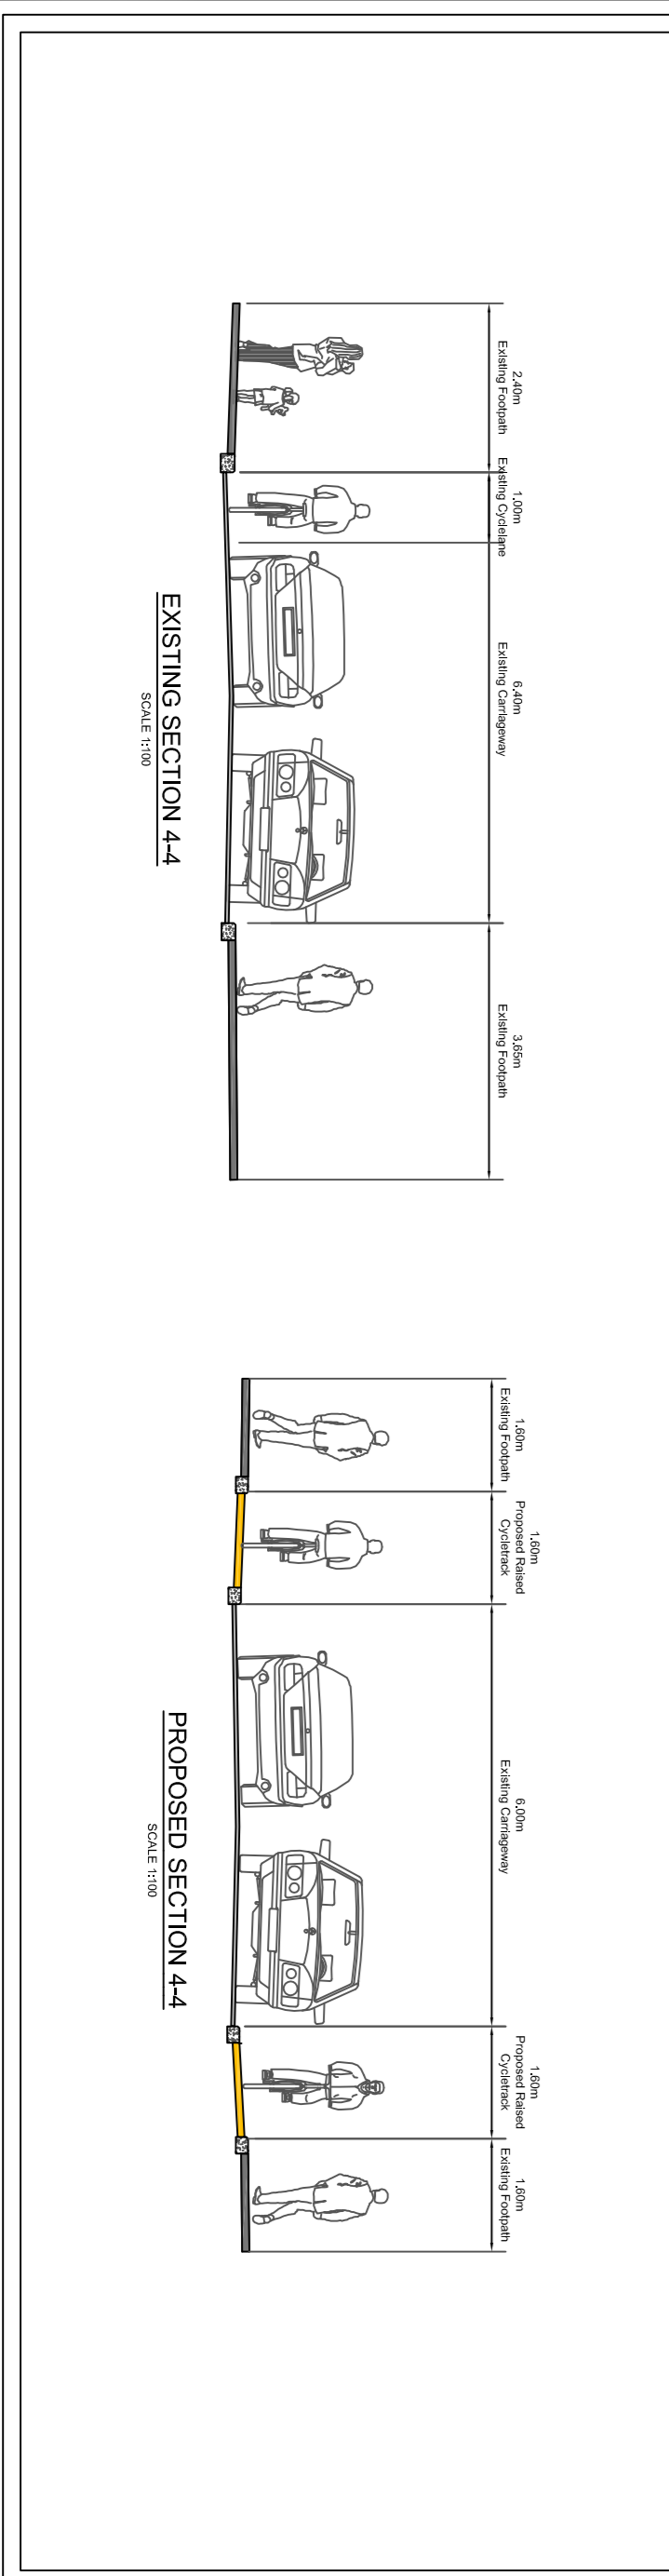 2.40m
Existing Footpath
1.00m
Existing Cyclelane
6.40m
Existing Carriageway
3.65m
Existing Footpath
EXISTING SECTION 4-4
SCALE 1:100
1.60m
Existing Footpath
1.60m
Proposed Raised
Cycletrack
6.00m
Existing Carriageway
1.60m
Proposed Raised
Cycletrack
1.60m
Existing Footpath
PROPOSED SECTION 4-4
SCALE 1:100